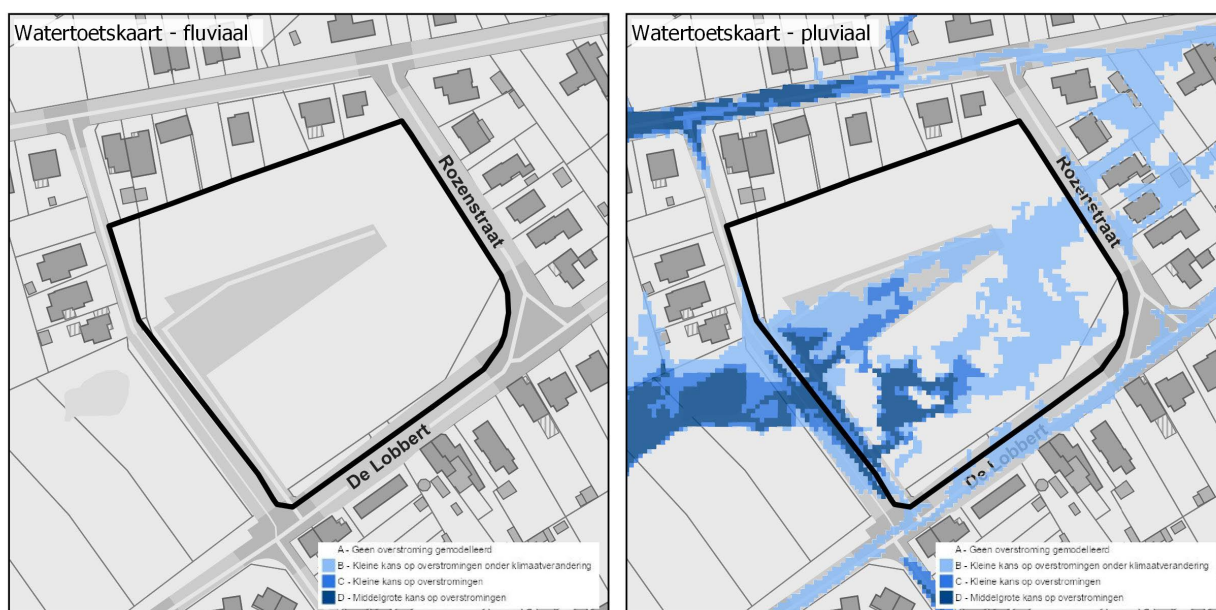 Watertoetskaart - fluviaal
Rozenstraat
De Lobbert
A - Geen overstroming gemodelleerd
B - Kleine kans op overstromingen onder klimaatverandering
C - Kleine kans op overstromingen
D - Middelgrote kans op overstromingen
Watertoetskaart - pluviaal
Rozenstraat
De Lobbert
A - Geen overstroming gemodelleerd
B - Kleine kans op overstromingen onder klimaatverandering
C - Kleine kans op overstromingen
D - Middelgrote kans op overstromingen